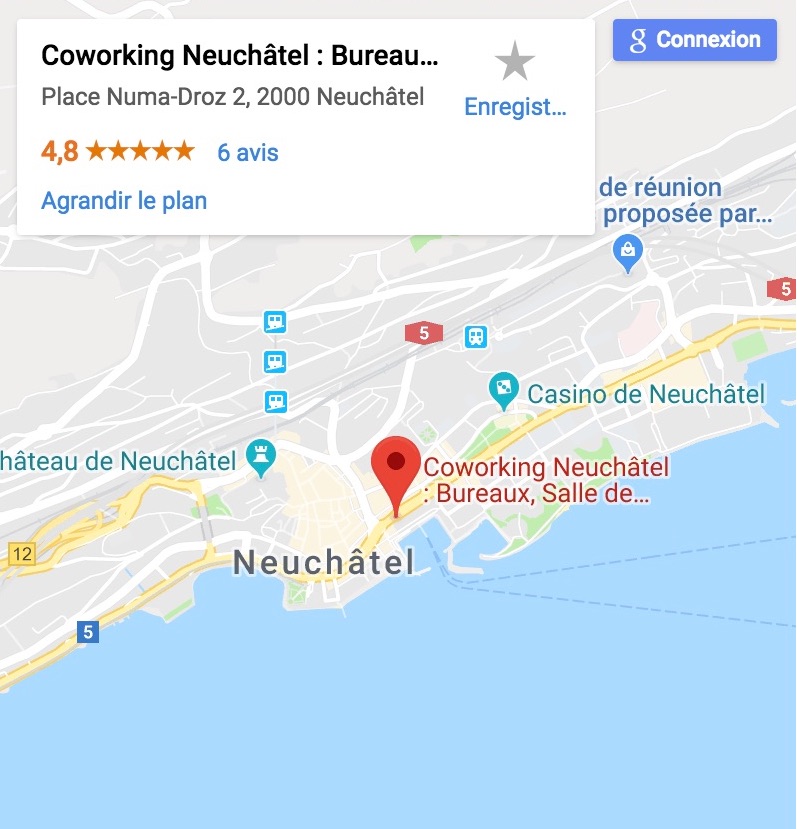 Coworking Neuchâtel : Bureau...
Place Numa-Droz 2, 2000 Neuchâtel
Enregist...
4,8
6 avis
Agrandir le plan
g Connexion
de réunion
proposée par...
5
5
Casino de Neuchâtel
hâteau de Neuchâtel
Coworking Neuchâtel
: Bureaux, Salle de...
12
Neuchâtel
5